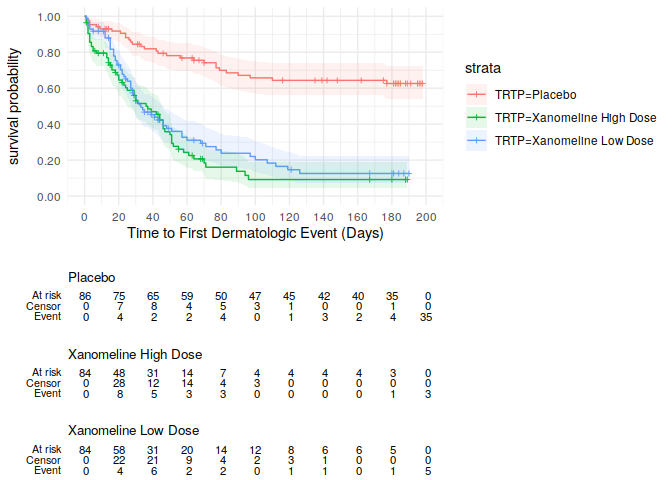 survival probability
1.00
0.80
0.60
0.40
0.20
0.00
0 20 40 60 80 100 120 140 160 180 200
Time to First Dermatologic Event (Days)
strata
TRTP=Placebo
TRTP=Xanomeline High Dose
TRTP=Xanomeline Low Dose
Placebo
At risk 86 75 65 59 50 47 45 42 40 35 0
Censor 0 7 8 4 5 3 1 0 0 1 0
Event 0 4 2 2 4 0 1 3 2 4 35
Xanomeline High Dose
At risk 84 48 31 14 7 4 4 4 4 3 0
Censor 0 28 12 14 4 3 0 0 0 0 0
Event 0 8 5 3 3 0 0 0 0 1 3
Xanomeline Low Dose
At risk 84 58 31 20 14 12 8 6 6 5 0
Censor 0 22 21 9 4 2 3 1 0 0 0
Event 0 4 6 2 2 0 1 1 0 1 5